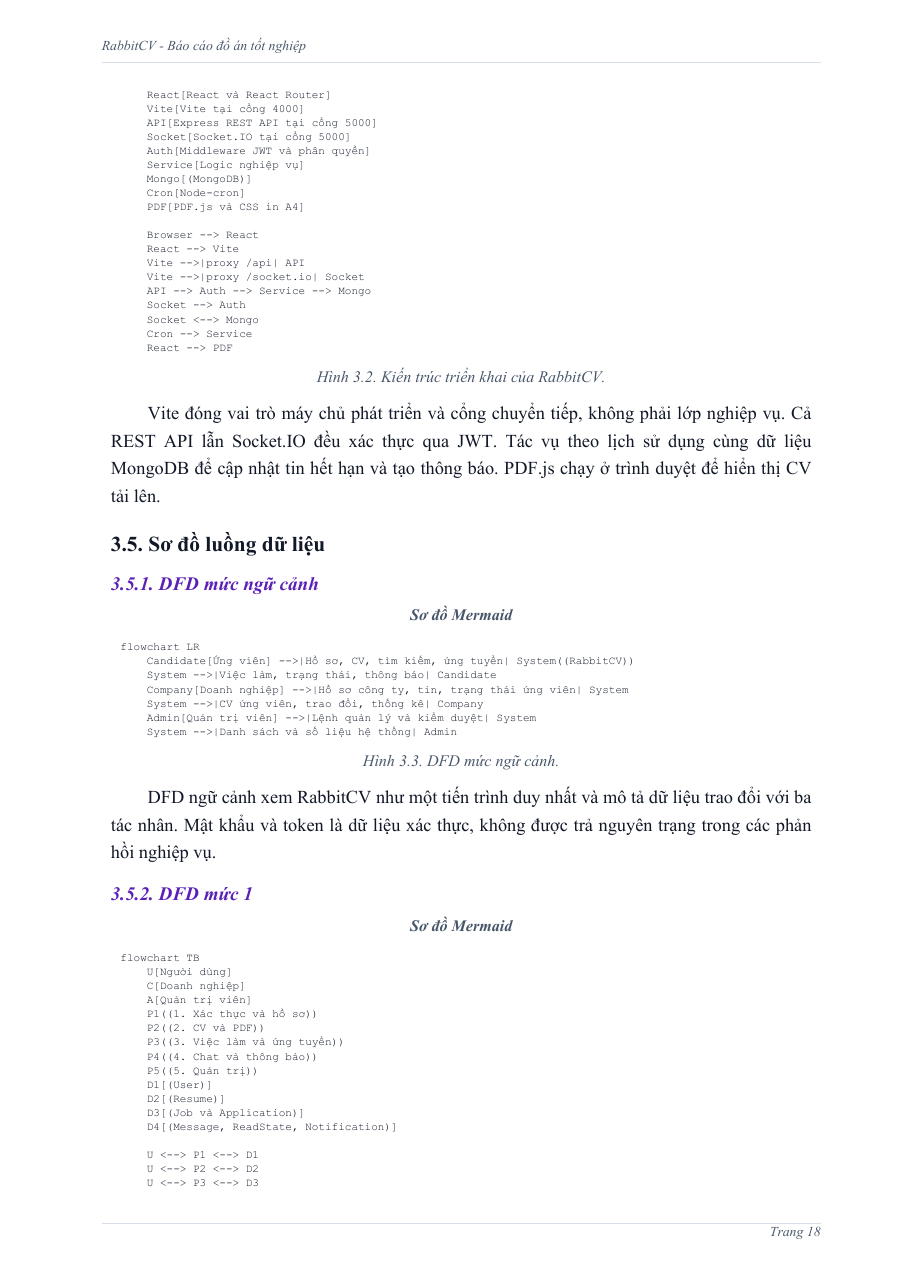 RabbitCV - Báo cáo đồ án tốt nghiệp
React[React và React Router]
Vite[Vite tại cổng 4000]
API[Express REST API tại cổng 5000]
Socket[Socket.IO tại cổng 5000]
Auth[Middleware JWT và phân quyền]
Service[Logic nghiệp vụ]
Mongo[(MongoDB)]
Cron[Node-cron]
PDF[PDF.js và CSS in A4]
Browser --> React
React --> Vite
Vite -->|proxy /api| API
Vite -->|proxy /socket.io| Socket
API --> Auth --> Service --> Mongo
Socket --> Auth
Socket <--> Mongo
Cron --> Service
React --> PDF
Hình 3.2. Kiến trúc triển khai của RabbitCV.
Vite đóng vai trò máy chủ phát triển và cổng chuyển tiếp, không phải lớp nghiệp vụ. Cả
REST API lẫn Socket.IO đều xác thực qua JWT. Tác vụ theo lịch sử dụng cùng dữ liệu
MongoDB để cập nhật tin hết hạn và tạo thông báo. PDF.js chạy ở trình duyệt để hiển thị CV
tải lên.
3.5. Sơ đồ luồng dữ liệu
3.5.1. DFD mức ngữ cảnh
Sơ đồ Mermaid
flowchart LR
Candidate[Ứng viên] -->|Hồ sơ, CV, tìm kiếm, ứng tuyển| System((RabbitCV))
System -->|Việc làm, trạng thái, thông báo| Candidate
Company[Doanh nghiệp] -->|Hồ sơ công ty, tin, trạng thái ứng viên| System
System -->|CV ứng viên, trao đổi, thống kê| Company
Admin[Quản trị viên] -->|Lệnh quản lý và kiểm duyệt| System
System -->|Danh sách và số liệu hệ thống| Admin
Hình 3.3. DFD mức ngữ cảnh.
DFD ngữ cảnh xem RabbitCV như một tiến trình duy nhất và mô tả dữ liệu trao đổi với ba
tác nhân. Mật khẩu và token là dữ liệu xác thực, không được trả nguyên trạng trong các phản
hồi nghiệp vụ.
3.5.2. DFD mức 1
Sơ đồ Mermaid
flowchart TB
U[Người dùng]
C[Doanh nghiệp]
A[Quản trị viên]
P1((1. Xác thực và hồ sơ))
P2((2. CV và PDF))
P3((3. Việc làm và ứng tuyển))
P4((4. Chat và thông báo))
P5((5. Quản trị))
D1[(User)]
D2[(Resume)]
D3[(Job và Application)]
D4[(Message, ReadState, Notification)]
U <--> P1 <--> D1
U <--> P2 <--> D2
U <--> P3 <--> D3
Trang 18